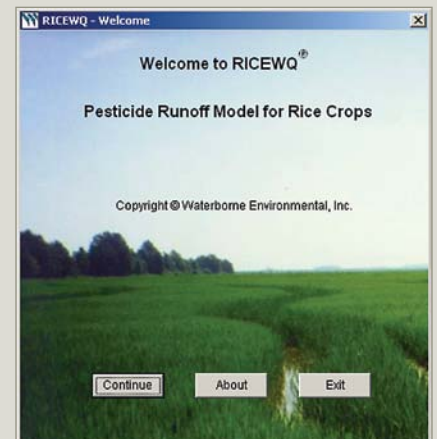 RICEWQ - Welcome
Welcome to RICEWQ®
Pesticide Runoff Model for Rice Crops
Copyright © Waterborne Environmental, Inc.
Continue
About
Exit